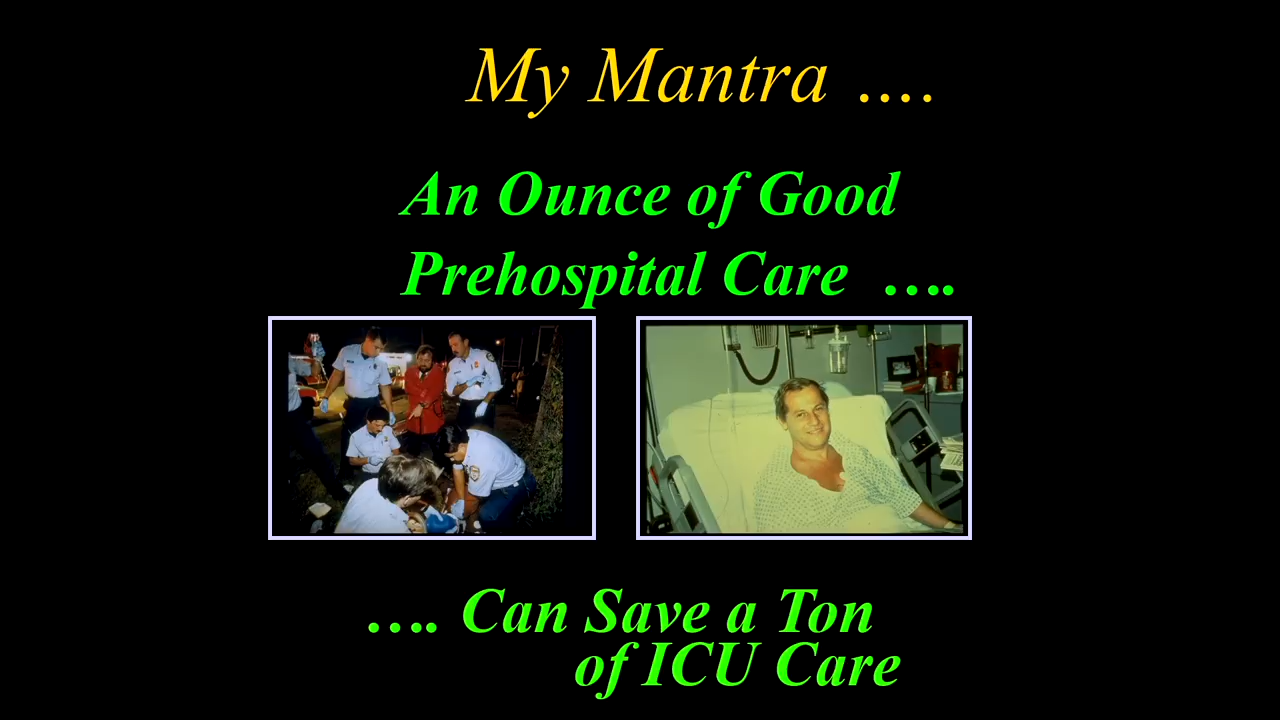 My Mantra ….
An Ounce of Good
Prehospital Care ….
…. Can Save a Ton
of ICU Care